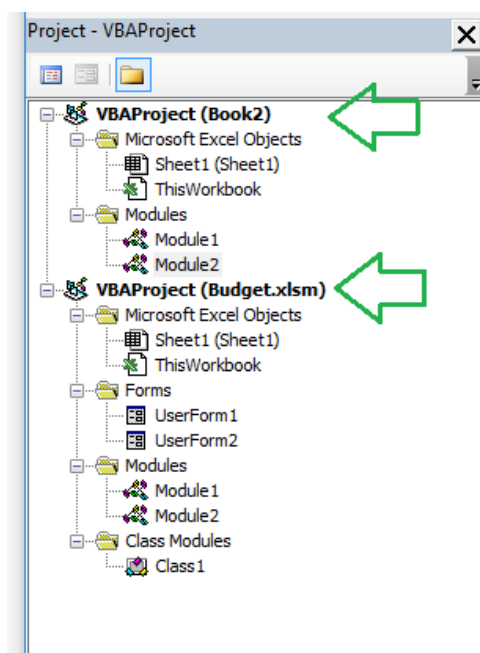 Project - VBAProject
VBAProject (Book2)
Microsoft Excel Objects
Sheet1 (Sheet1)
ThisWorkbook
Modules
Module1
Module2
VBAProject (Budget.xlsm)
Microsoft Excel Objects
Sheet1 (Sheet1)
ThisWorkbook
Forms
UserForm1
UserForm2
Modules
Module1
Module2
Class Modules
Class1